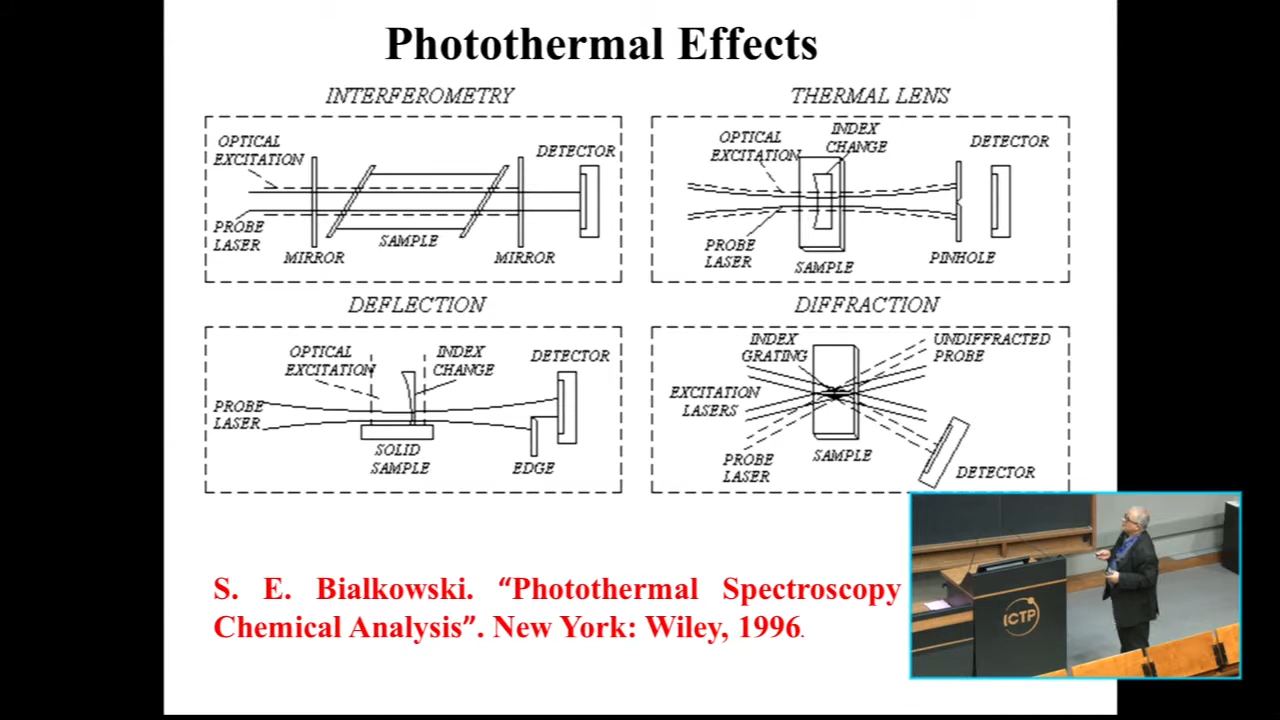 Photothermal Effects
INTERFEROMETRY
OPTICAL
EXCITATION
DETECTOR
PROBE
LASER
SAMPLE
MIRROR
MIRROR
THERMAL LENS
INDEX
CHANGE
OPTICAL
EXCITATION
DETECTOR
PROBE
LASER
SAMPLE
PINHOLE
DEFLECTION
OPTICAL
EXCITATION
INDEX
CHANGE
DETECTOR
PROBE
LASER
SOLID
SAMPLE
EDGE
DIFFRACTION
INDEX
GRATING
UNDIFFRACTED
PROBE
EXCITATION
LASERS
PROBE
LASER
SAMPLE
DETECTOR
S. E. Bialkowski. “Photothermal Spectroscopy
Chemical Analysis”. New York: Wiley, 1996.
ICTP